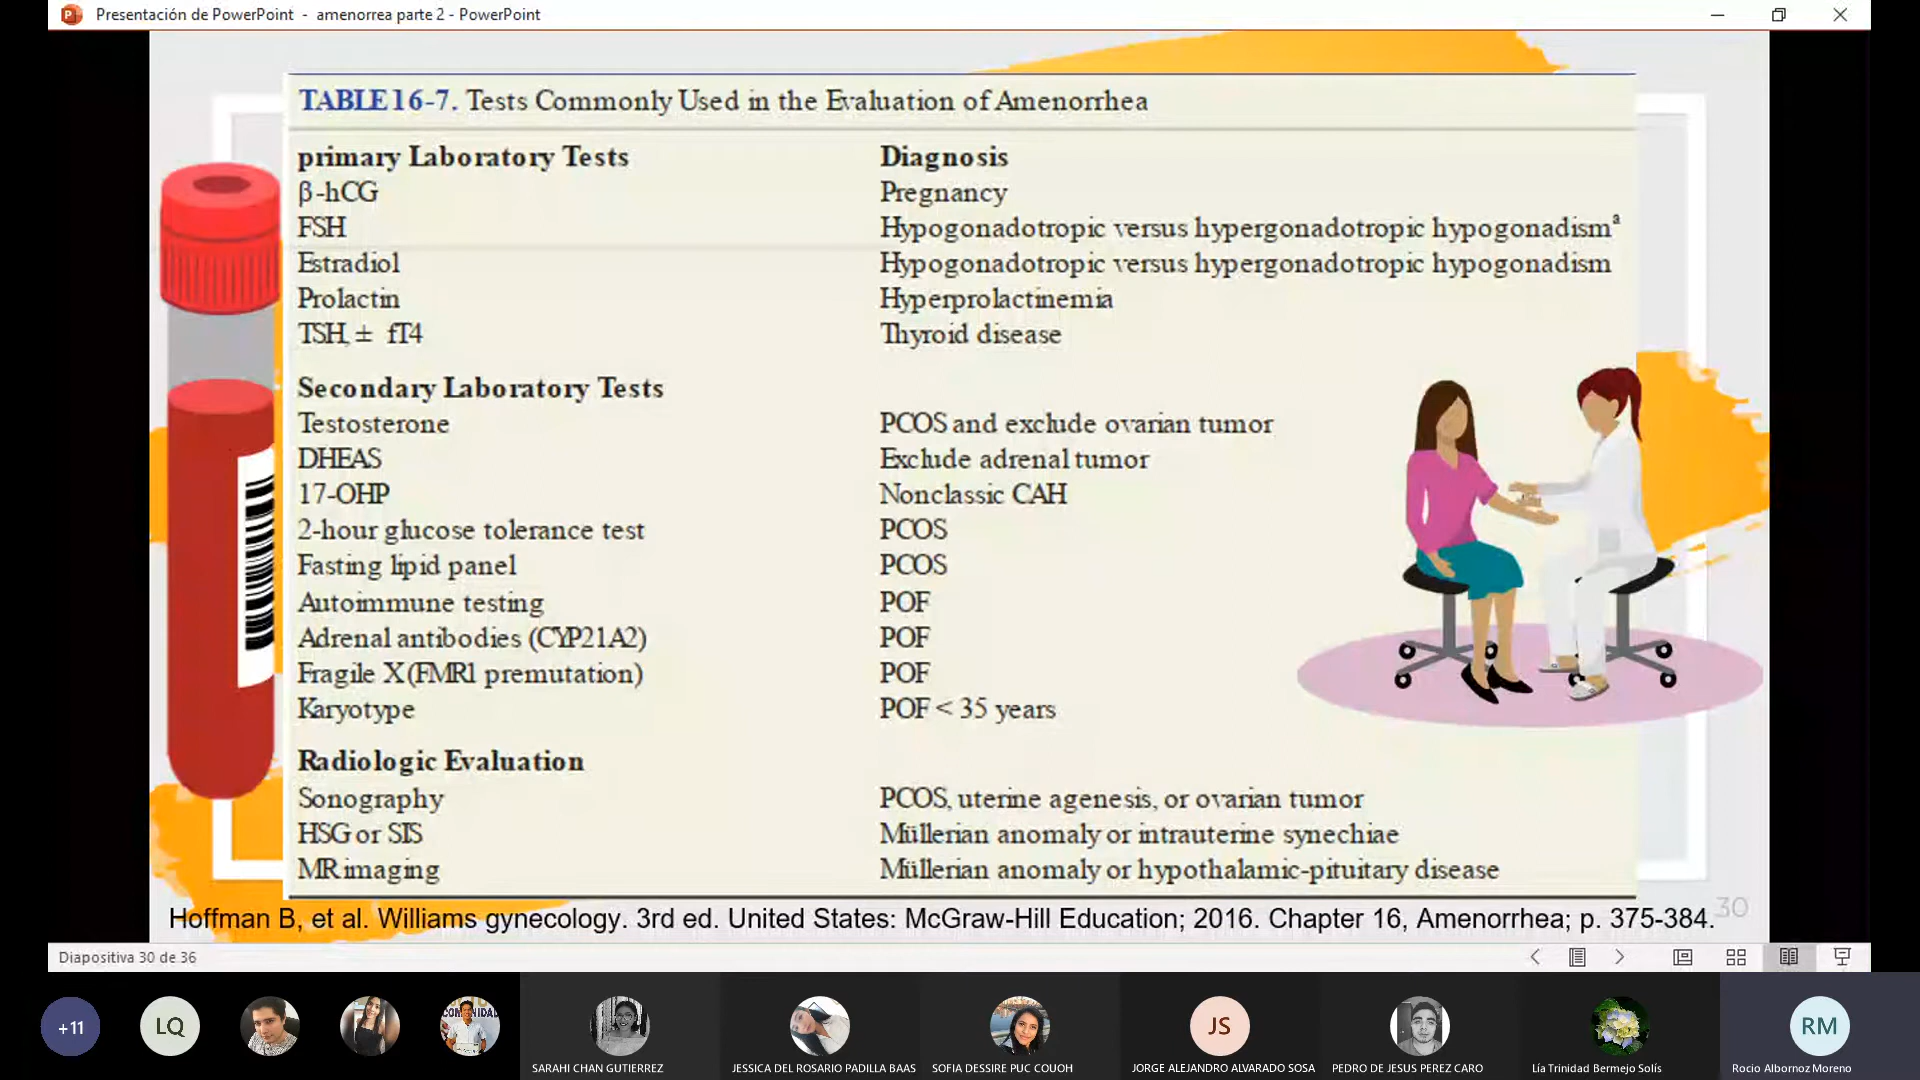 Presentación de PowerPoint - amenorrea parte 2 - PowerPoint
TABLE 16-7. Tests Commonly Used in the Evaluation of Amenorrhea
primary Laboratory Tests Diagnosis
β-hCG Pregnancy
FSH Hypogonadotropic versus hypergonadotropic hypogonadismª
Estradiol Hypogonadotropic versus hypergonadotropic hypogonadism
Prolactin Hyperprolactinemia
TSH, ± fT4 Thyroid disease
Secondary Laboratory Tests
Testosterone PCOS and exclude ovarian tumor
DHEAS Exclude adrenal tumor
17-OHP Nonclassic CAH
2-hour glucose tolerance test PCOS
Fasting lipid panel PCOS
Autoimmune testing POF
Adrenal antibodies (CYP21A2) POF
Fragile X (FMR1 premutation) POF
Karyotype POF < 35 years
Radiologic Evaluation
Sonography PCOS, uterine agenesis, or ovarian tumor
HSG or SIS Müllerian anomaly or intrauterine synechiae
MR imaging Müllerian anomaly or hypothalamic-pituitary disease
Hoffman B, et al. Williams gynecology. 3rd ed. United States: McGraw-Hill Education; 2016. Chapter 16, Amenorrhea; p. 375-384.
30
Diapositiva 30 de 36
+11
LQ
COMUNIDAD
JS
RM
SARAHI CHAN GUTIERREZ
JESSICA DEL ROSARIO PADILLA BAAS
SOFIA DESSIRE PUC COUOH
JORGE ALEJANDRO ALVARADO SOSA
PEDRO DE JESUS PEREZ CARO
Lía Trinidad Bermejo Solís
Rocio Albornoz Moreno